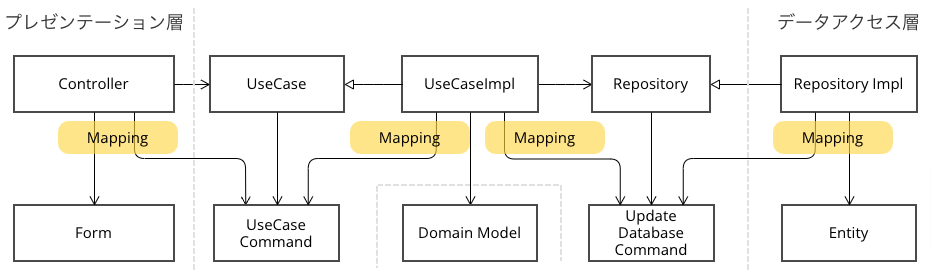 プレゼンテーション層
データアクセス層
Controller
UseCase
UseCaseImpl
Repository
Repository Impl
Mapping
Mapping
Mapping
Mapping
Form
UseCase
Command
Domain Model
Update
Database
Command
Entity